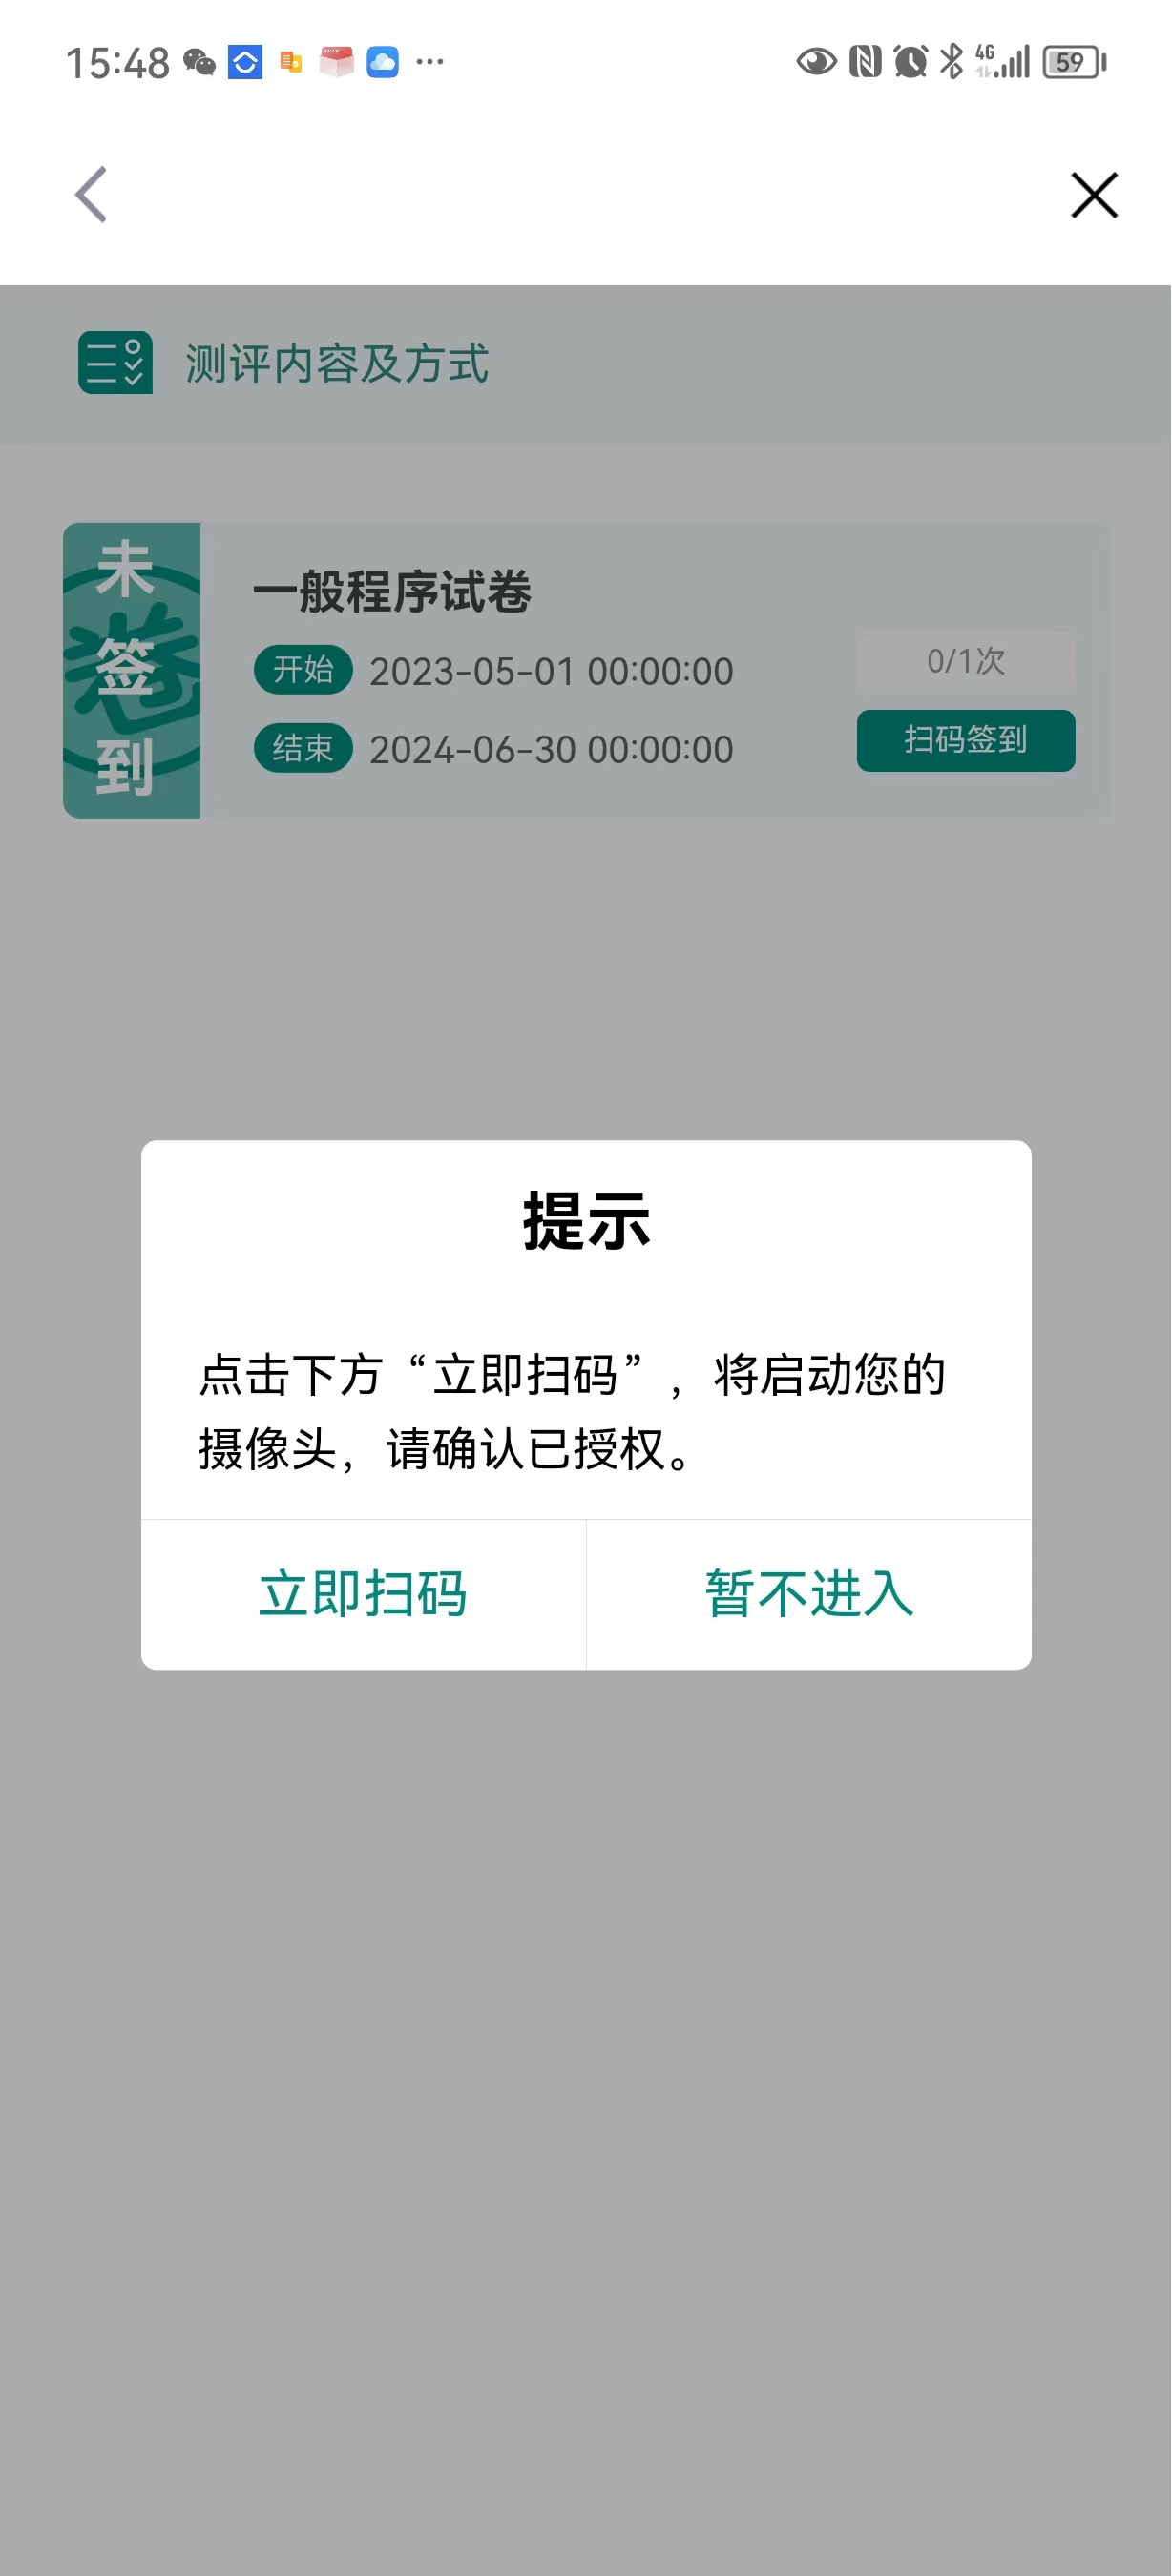 15:48
4G
59
测评内容及方式
未签到
卷
一般程序试卷
开始 2023-05-01 00:00:00
0/1次
结束 2024-06-30 00:00:00
扫码签到
提示
点击下方“立即扫码”，将启动您的
摄像头，请确认已授权。
立即扫码
暂不进入